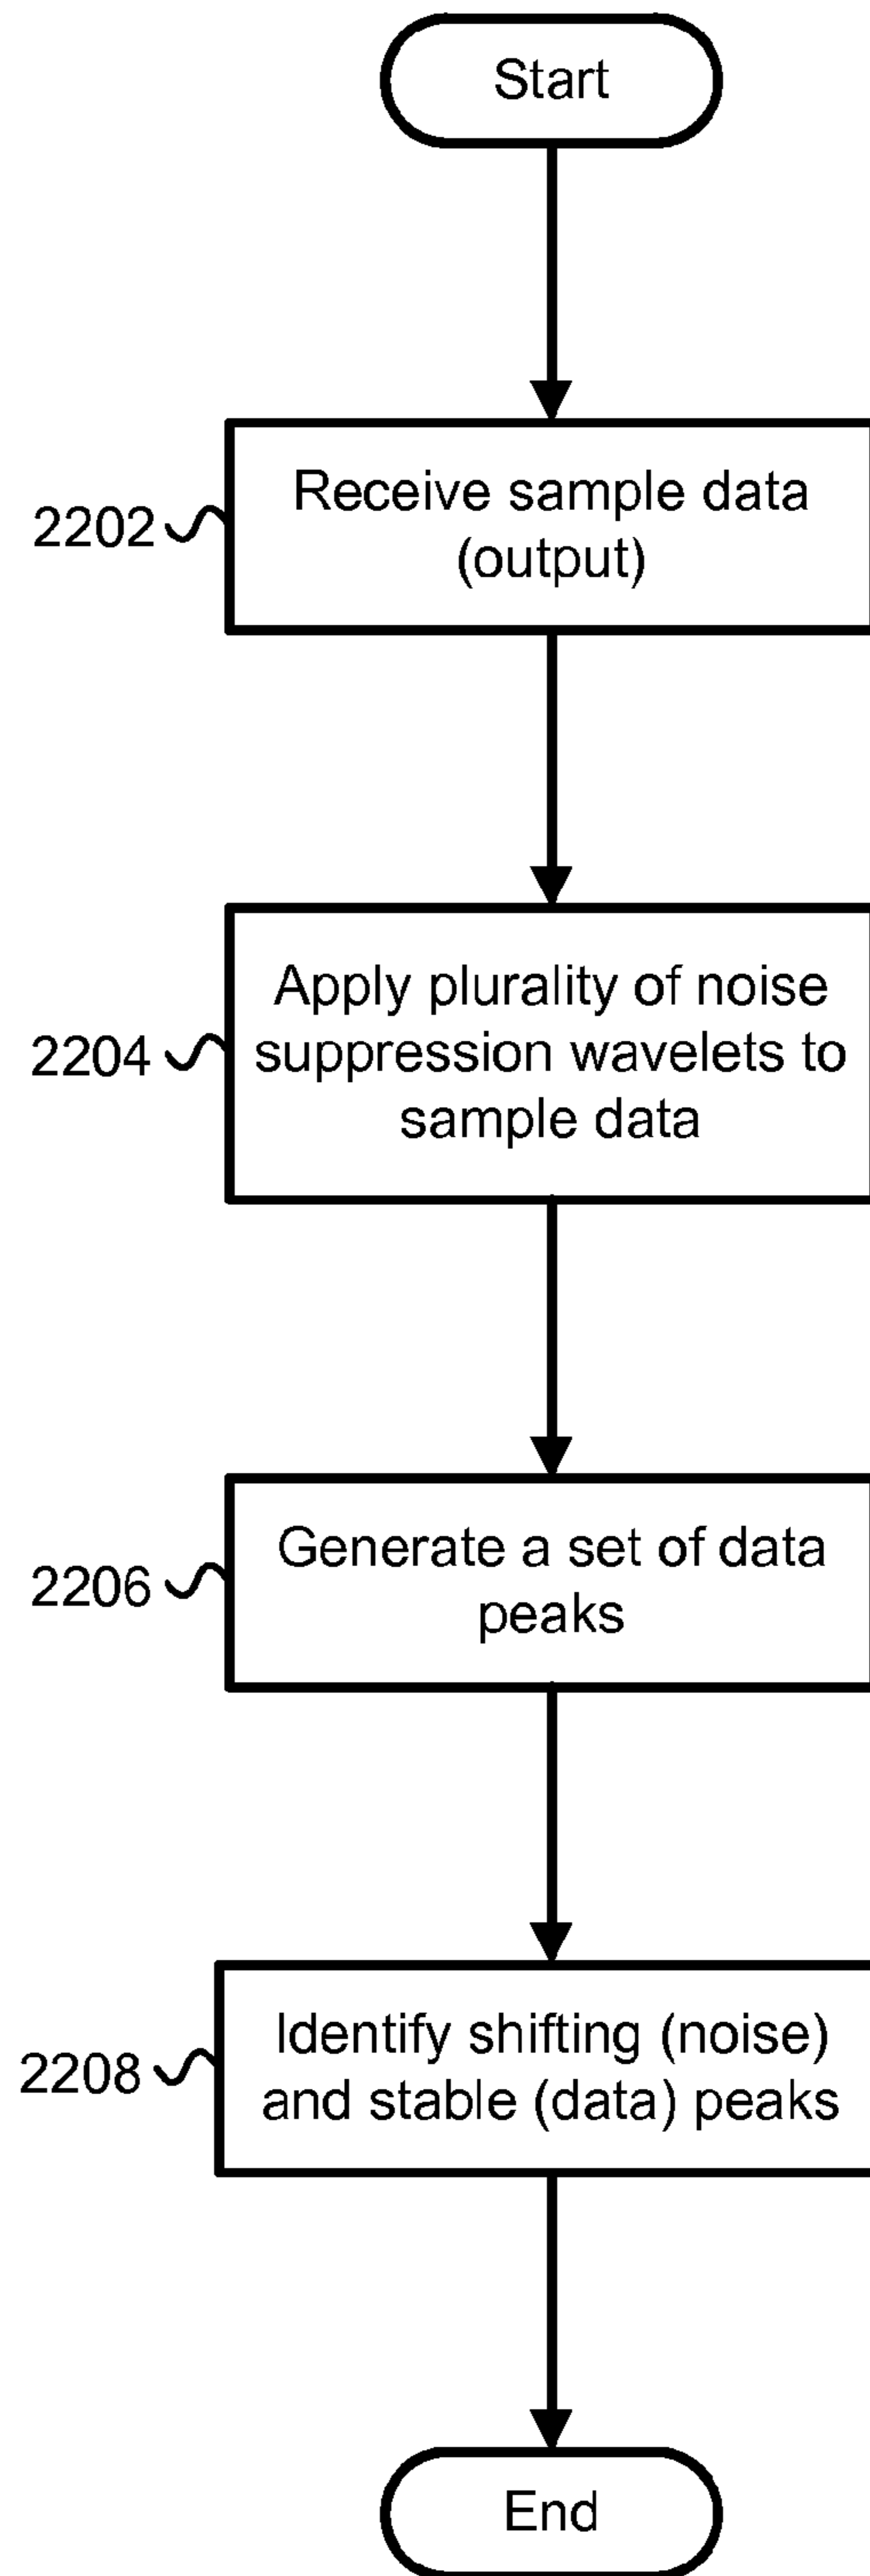 Start
2202
Receive sample data
(output)
2204
Apply plurality of noise
suppression wavelets to
sample data
2206
Generate a set of data
peaks
2208
Identify shifting (noise)
and stable (data) peaks
End